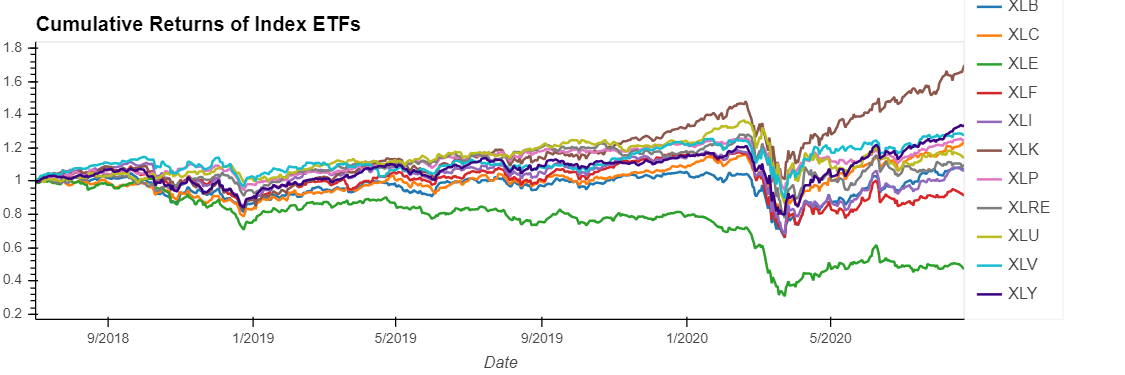 Cumulative Returns of Index ETFs
1.8
1.6
1.4
1.2
1
0.8
0.6
0.4
0.2
9/2018
1/2019
5/2019
9/2019
1/2020
5/2020
Date
XLB
XLC
XLE
XLF
XLI
XLK
XLP
XLRE
XLU
XLV
XLY